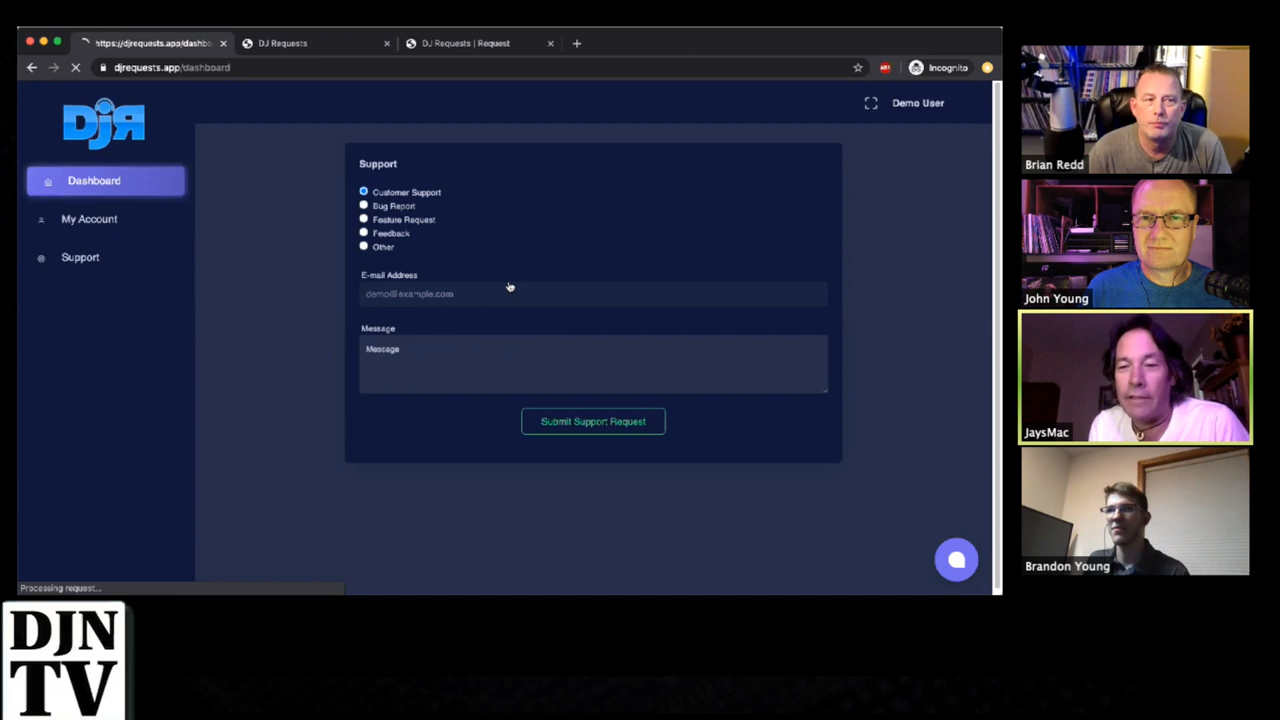 https://djrequests.app/dashbo
DJ Requests
DJ Requests | Request
djrequests.app/dashboard
ABP
Incognito
DJR
Demo User
Dashboard
My Account
Support
Support
Customer Support
Bug Report
Feature Request
Feedback
Other
E-mail Address
demo@example.com
Message
Message
Submit Support Request
Processing request...
Brian Redd
John Young
JaysMac
Brandon Young
DJN
TV